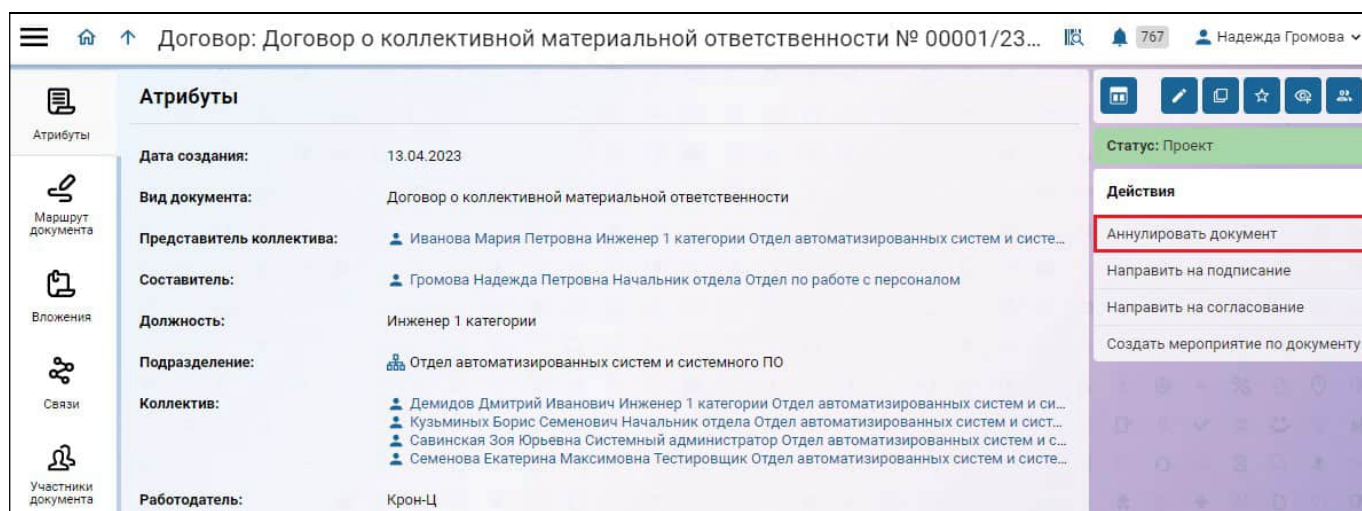 Договор: Договор о коллективной материальной ответственности № 00001/23...
767
Надежда Громова
Атрибуты
Маршрут
документа
Вложения
Связи
Участники
документа
Атрибуты
Дата создания: 13.04.2023
Вид документа: Договор о коллективной материальной ответственности
Представитель коллектива: Иванова Мария Петровна Инженер 1 категории Отдел автоматизированных систем и систе...
Составитель: Громова Надежда Петровна Начальник отдела Отдел по работе с персоналом
Должность: Инженер 1 категории
Подразделение: Отдел автоматизированных систем и системного ПО
Коллектив: Демидов Дмитрий Иванович Инженер 1 категории Отдел автоматизированных систем и си...
Кузьминых Борис Семенович Начальник отдела Отдел автоматизированных систем и сист...
Савинская Зоя Юрьевна Системный администратор Отдел автоматизированных систем и с...
Семенова Екатерина Максимовна Тестировщик Отдел автоматизированных систем и систе...
Работодатель: Крон-Ц
Статус: Проект
Действия
Аннулировать документ
Направить на подписание
Направить на согласование
Создать мероприятие по документу